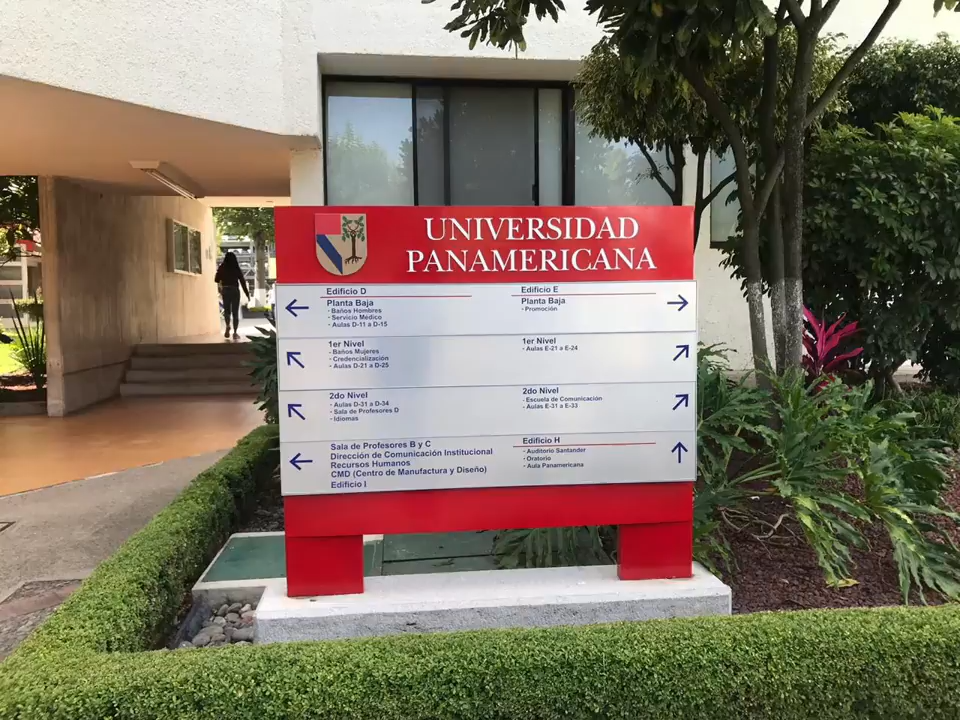 UNIVERSIDAD
PANAMERICANA
Edificio D
Planta Baja
- Baños Hombres
- Servicio Médico
- Aulas D-11 a D-15
Edificio E
Planta Baja
- Promoción
1er Nivel
- Baños Mujeres
- Credencialización
- Aulas D-21 a D-25
1er Nivel
- Aulas E-21 a E-24
2do Nivel
- Aulas D-31 a D-34
- Sala de Profesores D
- Idiomas
2do Nivel
- Escuela de Comunicación
- Aulas E-31 a E-33
Sala de Profesores B y C
Dirección de Comunicación Institucional
Recursos Humanos
CMD (Centro de Manufactura y Diseño)
Edificio I
Edificio H
- Auditorio Santander
- Oratorio
- Aula Panamericana